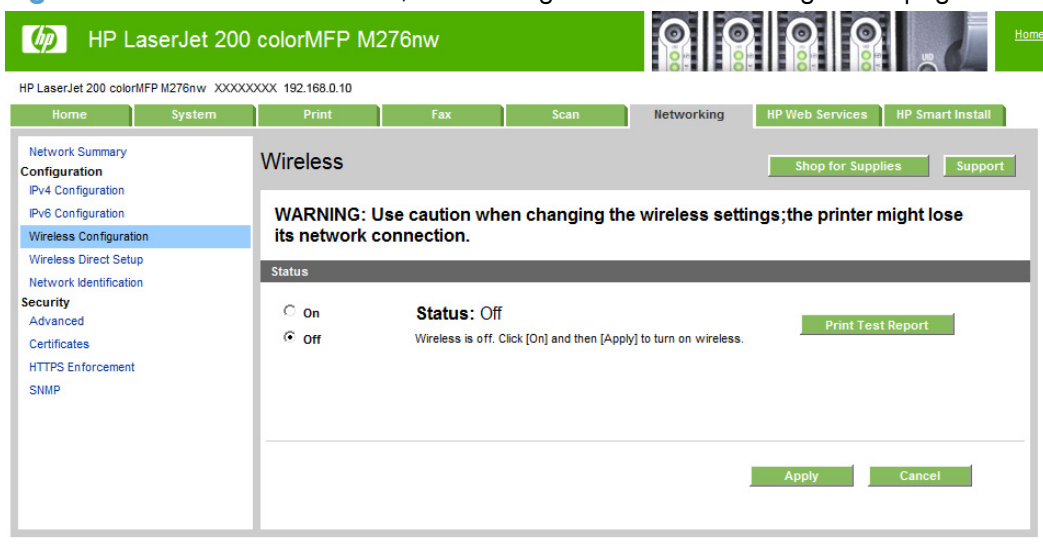 hp HP LaserJet 200 colorMFP M276nw
UID
Home
HP LaserJet 200 colorMFP M276nw XXXXXXXX 192.168.0.10
Home System Print Fax Scan Networking HP Web Services HP Smart Install
Network Summary
Configuration
IPv4 Configuration
IPv6 Configuration
Wireless Configuration
Wireless Direct Setup
Network Identification
Security
Advanced
Certificates
HTTPS Enforcement
SNMP
Wireless
Shop for Supplies Support
WARNING: Use caution when changing the wireless settings;the printer might lose
its network connection.
Status
On
Off
Status: Off
Wireless is off. Click [On] and then [Apply] to turn on wireless.
Print Test Report
Apply Cancel